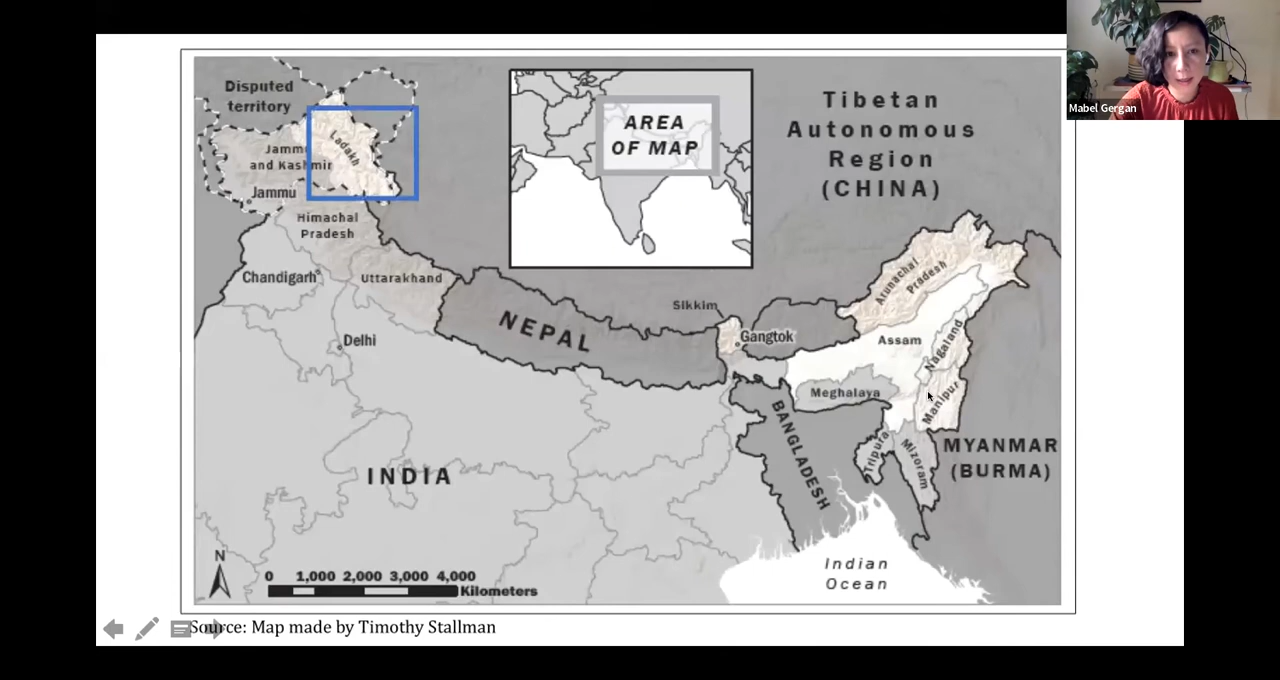 Mabel Gergan
Disputed
territory
AREA
OF MAP
Tibetan
Autonomous
Region
(CHINA)
Ladakh
Jammu
and Kashmir
Jammu
Himachal
Pradesh
Chandigarh
Uttarakhand
Delhi
NEPAL
Sikkim
Gangtok
Arunachal
Pradesh
Assam
Nagaland
Meghalaya
Manipur
BANGLADESH
Tripura
Mizoram
MYANMAR
(BURMA)
INDIA
Indian
Ocean
N
0 1,000 2,000 3,000 4,000
Kilometers
Source: Map made by Timothy Stallman